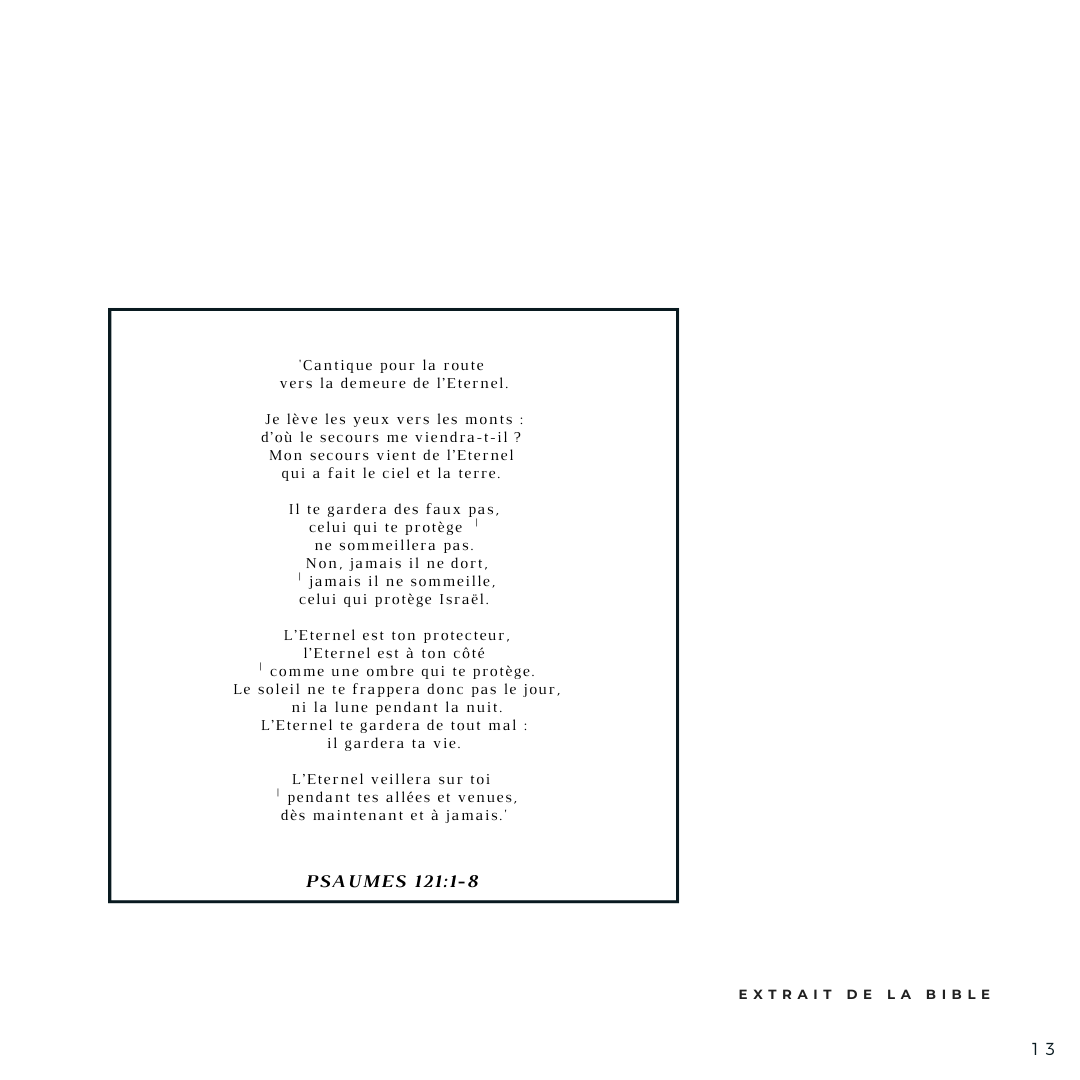 'Cantique pour la route
vers la demeure de l’Eternel.
Je lève les yeux vers les monts :
d’où le secours me viendra-t-il ?
Mon secours vient de l’Eternel
qui a fait le ciel et la terre.
Il te gardera des faux pas,
celui qui te protège ╵
ne sommeillera pas.
Non, jamais il ne dort,
╵ jamais il ne sommeille,
celui qui protège Israël.
L’Eternel est ton protecteur,
l’Eternel est à ton côté
╵ comme une ombre qui te protège.
Le soleil ne te frappera donc pas le jour,
ni la lune pendant la nuit.
L’Eternel te gardera de tout mal :
il gardera ta vie.
L’Eternel veillera sur toi
╵ pendant tes allées et venues,
dès maintenant et à jamais.'
PSAUMES 121:1-8
EXTRAIT DE LA BIBLE
13